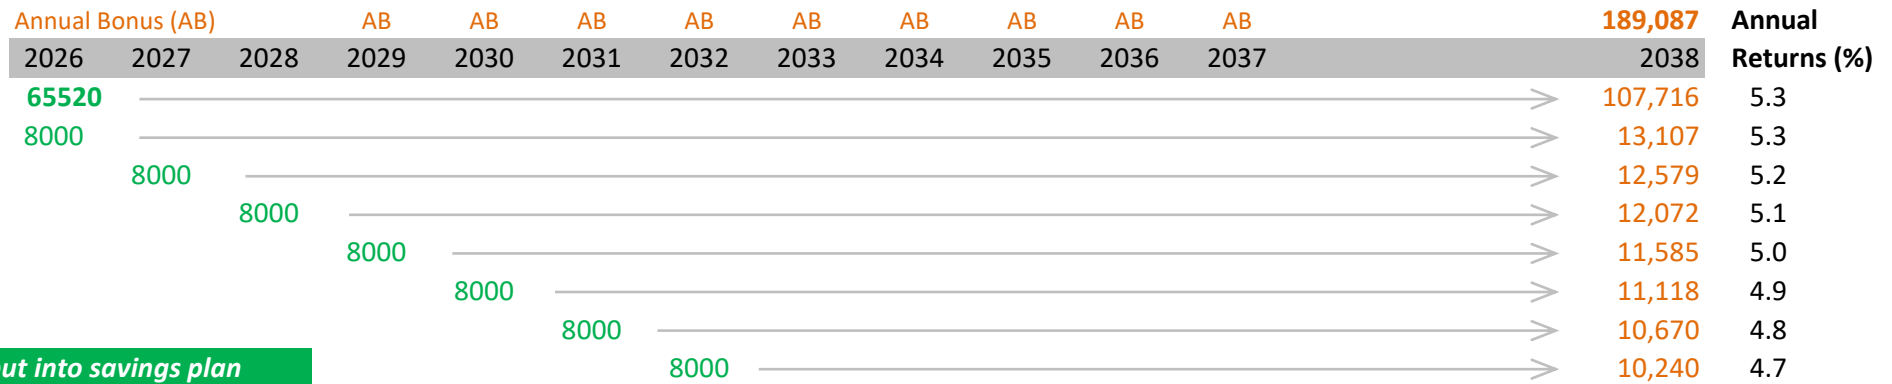 Annual Bonus (AB) AB AB AB AB AB AB AB AB AB 189,087 Annual
2026 2027 2028 2029 2030 2031 2032 2033 2034 2035 2036 2037 2038 Returns (%)
65520 107,716 5.3
8000 13,107 5.3
8000 12,579 5.2
8000 12,072 5.1
8000 11,585 5.0
8000 11,118 4.9
8000 10,670 4.8
into savings plan 8000 10,240 4.7